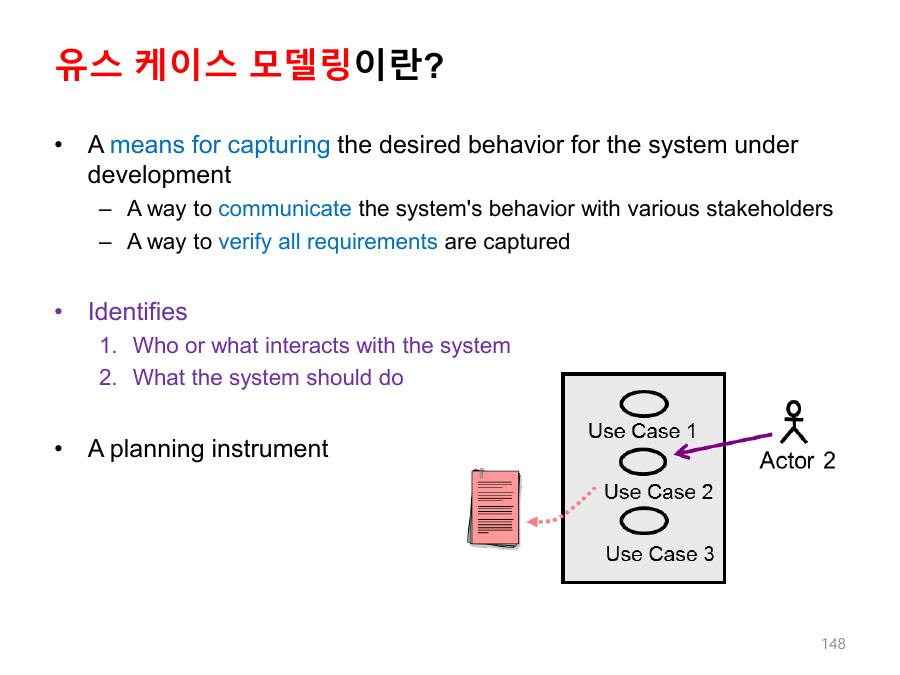 유스 케이스 모델링이란?
• A means for capturing the desired behavior for the system under
development
– A way to communicate the system's behavior with various stakeholders
– A way to verify all requirements are captured
• Identifies
1. Who or what interacts with the system
2. What the system should do
• A planning instrument
Use Case 1
Actor 2
Use Case 2
Use Case 3
148